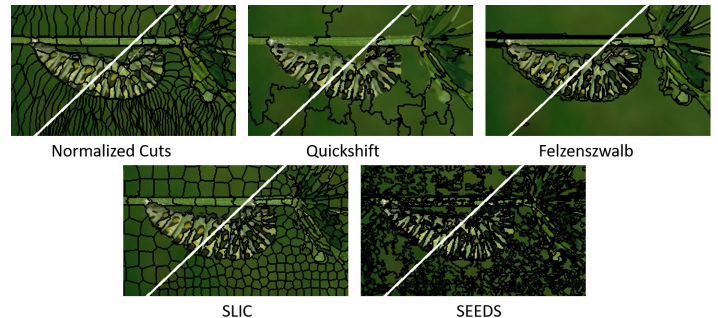 Normalized Cuts
Quickshift
Felzenszwalb
SLIC
SEEDS